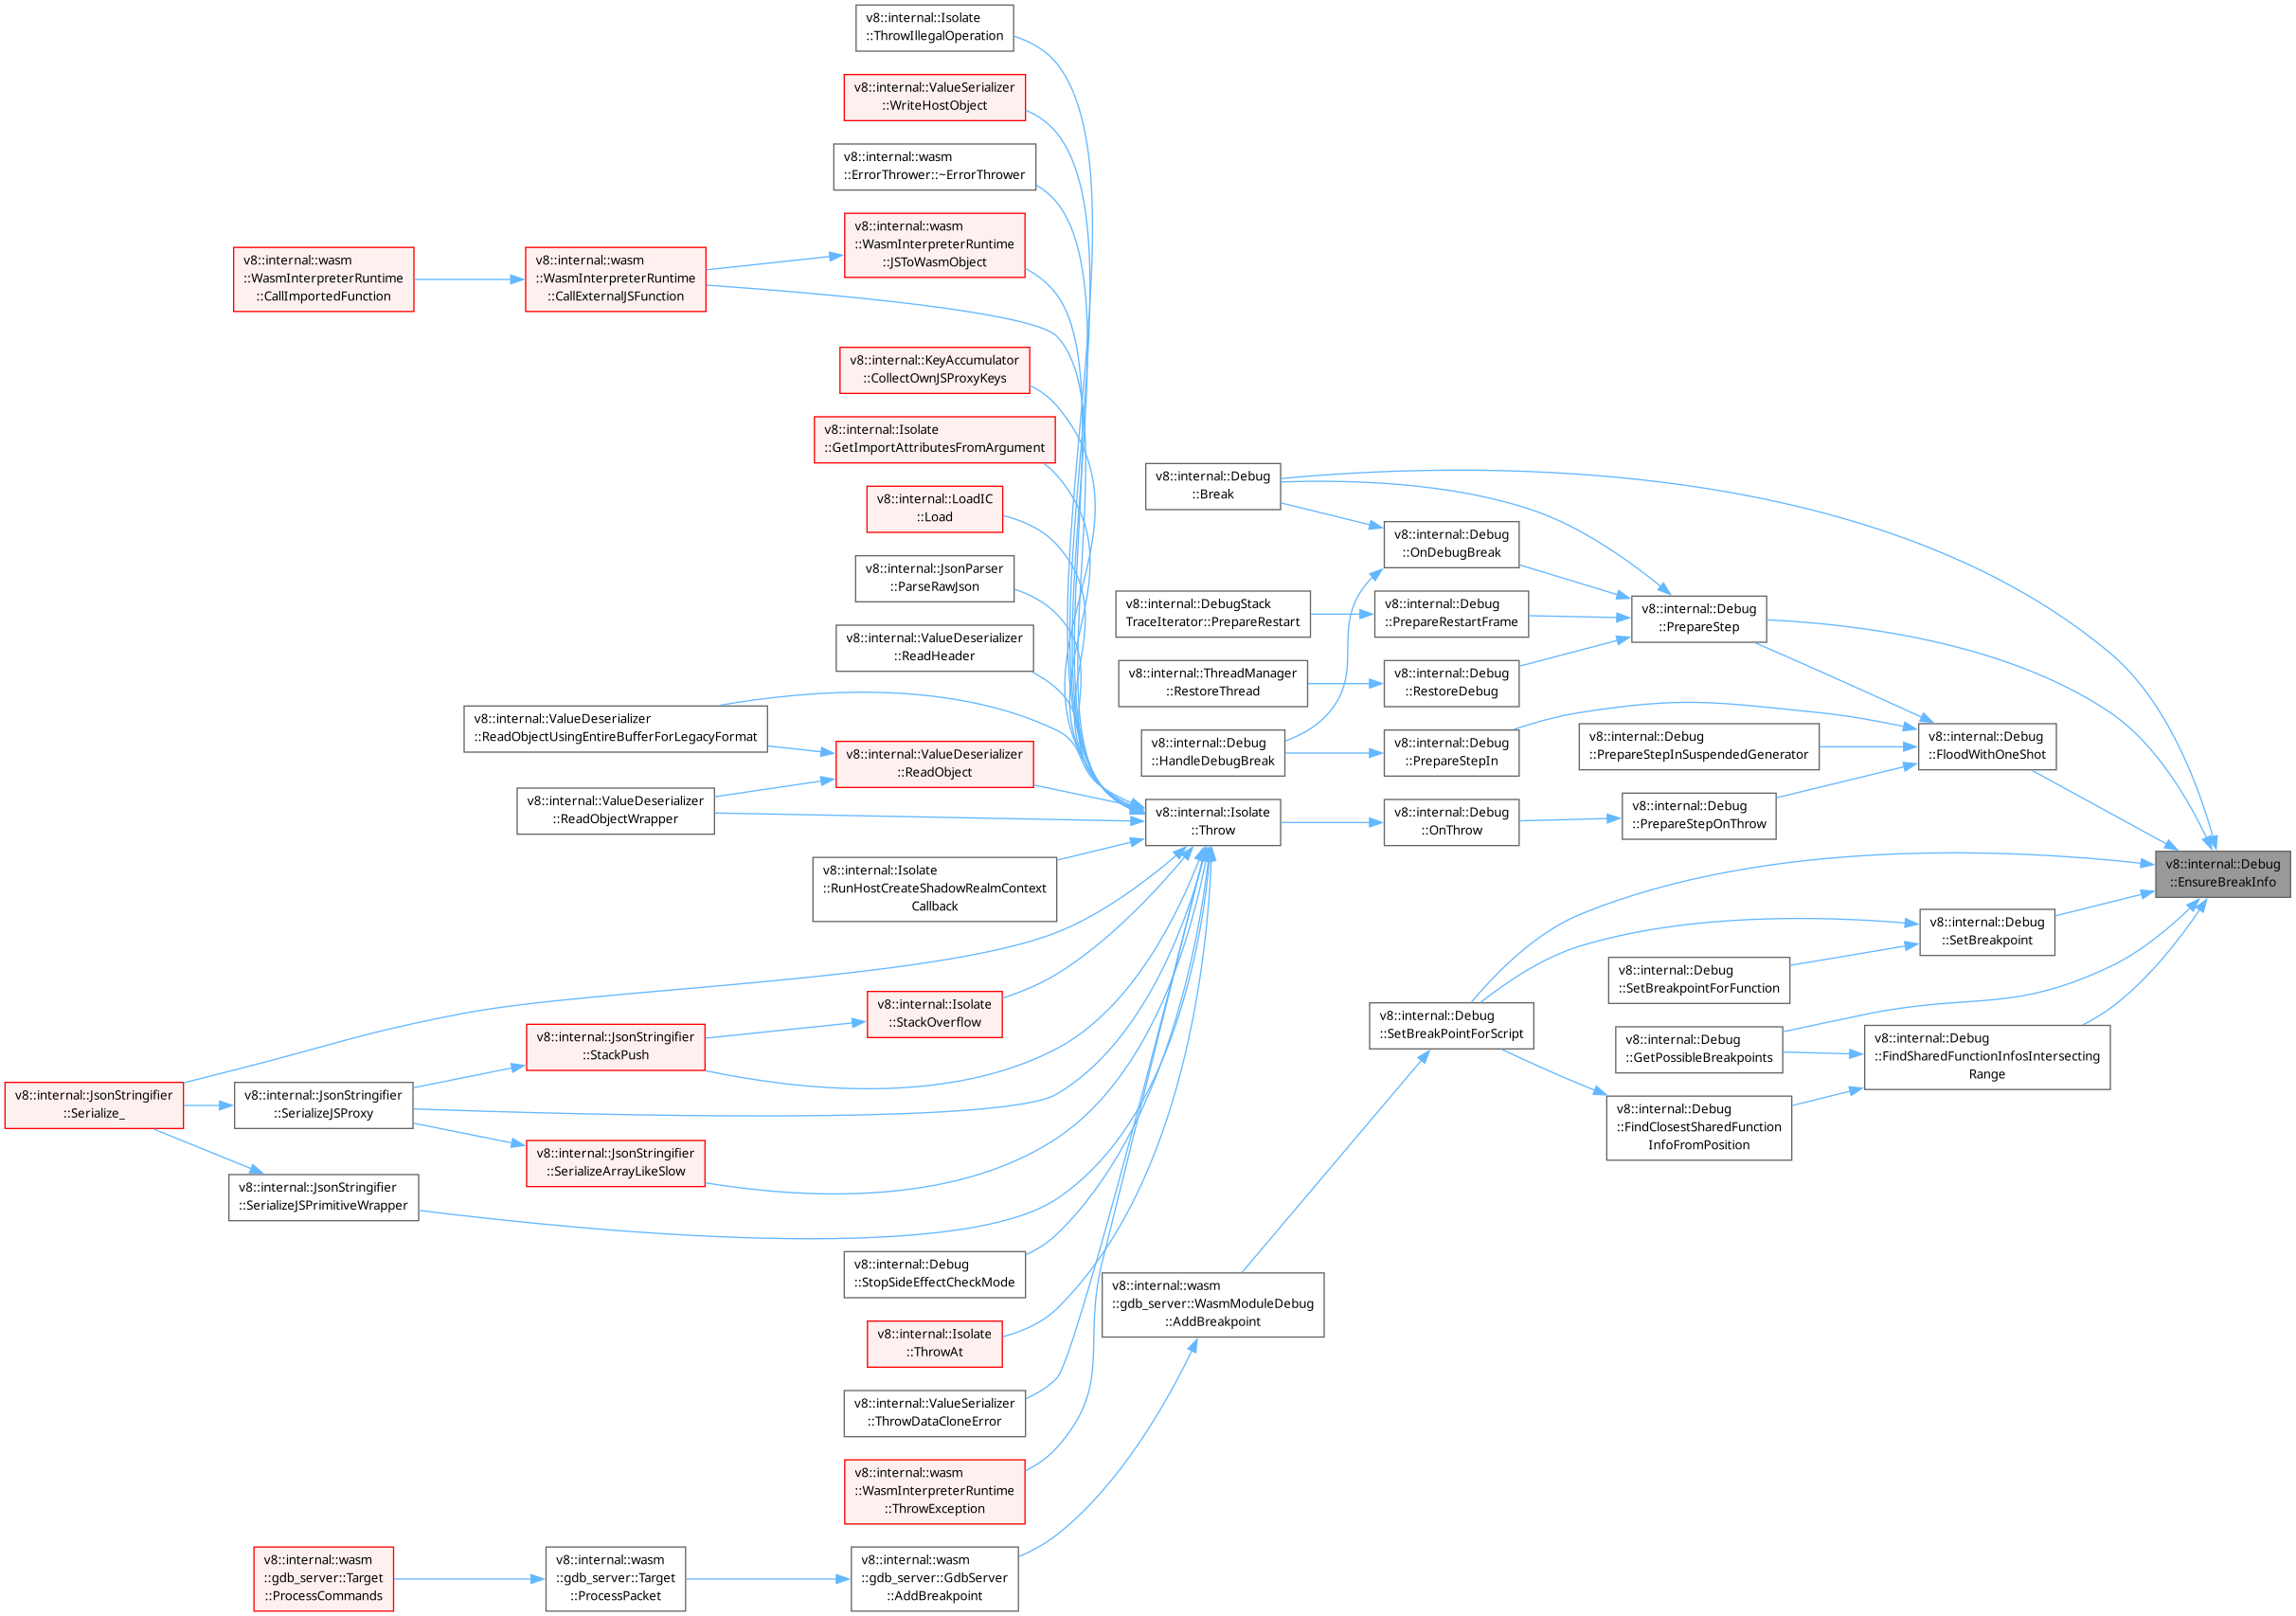 v8::internal::Isolate
::ThrowIllegalOperation
v8::internal::ValueSerializer
::WriteHostObject
v8::internal::wasm
::ErrorThrower::~ErrorThrower
v8::internal::wasm
::WasmInterpreterRuntime
::JSToWasmObject
v8::internal::wasm
::WasmInterpreterRuntime
::CallImportedFunction
v8::internal::wasm
::WasmInterpreterRuntime
::CallExternalJSFunction
v8::internal::KeyAccumulator
::CollectOwnJSProxyKeys
v8::internal::Isolate
::GetImportAttributesFromArgument
v8::internal::LoadIC
::Load
v8::internal::JsonParser
::ParseRawJson
v8::internal::ValueDeserializer
::ReadHeader
v8::internal::ValueDeserializer
::ReadObjectUsingEntireBufferForLegacyFormat
v8::internal::ValueDeserializer
::ReadObject
v8::internal::ValueDeserializer
::ReadObjectWrapper
v8::internal::Isolate
::RunHostCreateShadowRealmContext
Callback
v8::internal::Isolate
::StackOverflow
v8::internal::JsonStringifier
::StackPush
v8::internal::JsonStringifier
::Serialize_
v8::internal::JsonStringifier
::SerializeJSProxy
v8::internal::JsonStringifier
::SerializeArrayLikeSlow
v8::internal::JsonStringifier
::SerializeJSPrimitiveWrapper
v8::internal::Debug
::StopSideEffectCheckMode
v8::internal::Isolate
::ThrowAt
v8::internal::ValueSerializer
::ThrowDataCloneError
v8::internal::wasm
::WasmInterpreterRuntime
::ThrowException
v8::internal::wasm
::gdb_server::Target
::ProcessCommands
v8::internal::wasm
::gdb_server::Target
::ProcessPacket
v8::internal::wasm
::gdb_server::GdbServer
::AddBreakpoint
v8::internal::Debug
::Break
v8::internal::Debug
::OnDebugBreak
v8::internal::DebugStack
TraceIterator::PrepareRestart
v8::internal::Debug
::PrepareRestartFrame
v8::internal::Debug
::PrepareStep
v8::internal::ThreadManager
::RestoreThread
v8::internal::Debug
::RestoreDebug
v8::internal::Debug
::HandleDebugBreak
v8::internal::Debug
::PrepareStepIn
v8::internal::Debug
::PrepareStepInSuspendedGenerator
v8::internal::Debug
::FloodWithOneShot
v8::internal::Isolate
::Throw
v8::internal::Debug
::OnThrow
v8::internal::Debug
::PrepareStepOnThrow
v8::internal::Debug
::EnsureBreakInfo
v8::internal::Debug
::SetBreakpoint
v8::internal::Debug
::SetBreakpointForFunction
v8::internal::Debug
::SetBreakPointForScript
v8::internal::Debug
::GetPossibleBreakpoints
v8::internal::Debug
::FindSharedFunctionInfosIntersecting
Range
v8::internal::Debug
::FindClosestSharedFunction
InfoFromPosition
v8::internal::wasm
::gdb_server::WasmModuleDebug
::AddBreakpoint